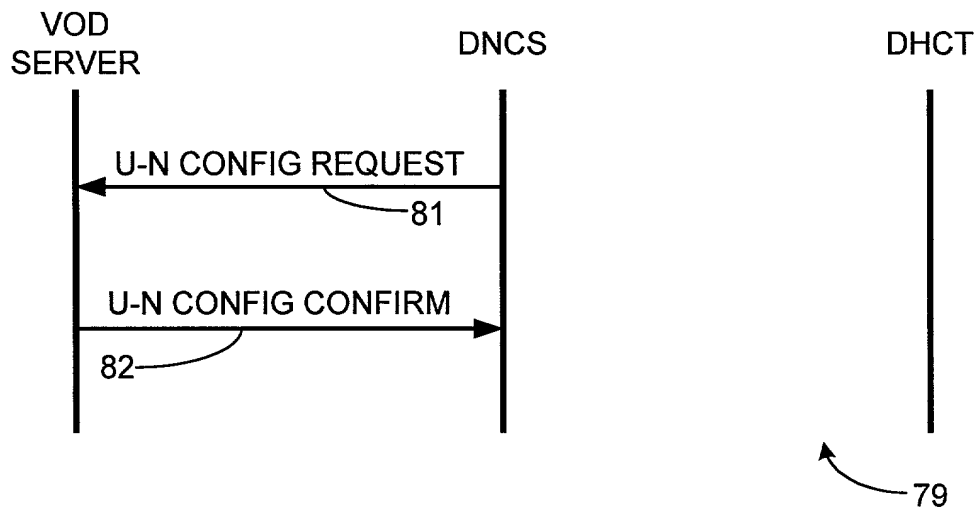 VOD
SERVER
DNCS
DHCT
U-N CONFIG REQUEST
81
U-N CONFIG CONFIRM
82
79